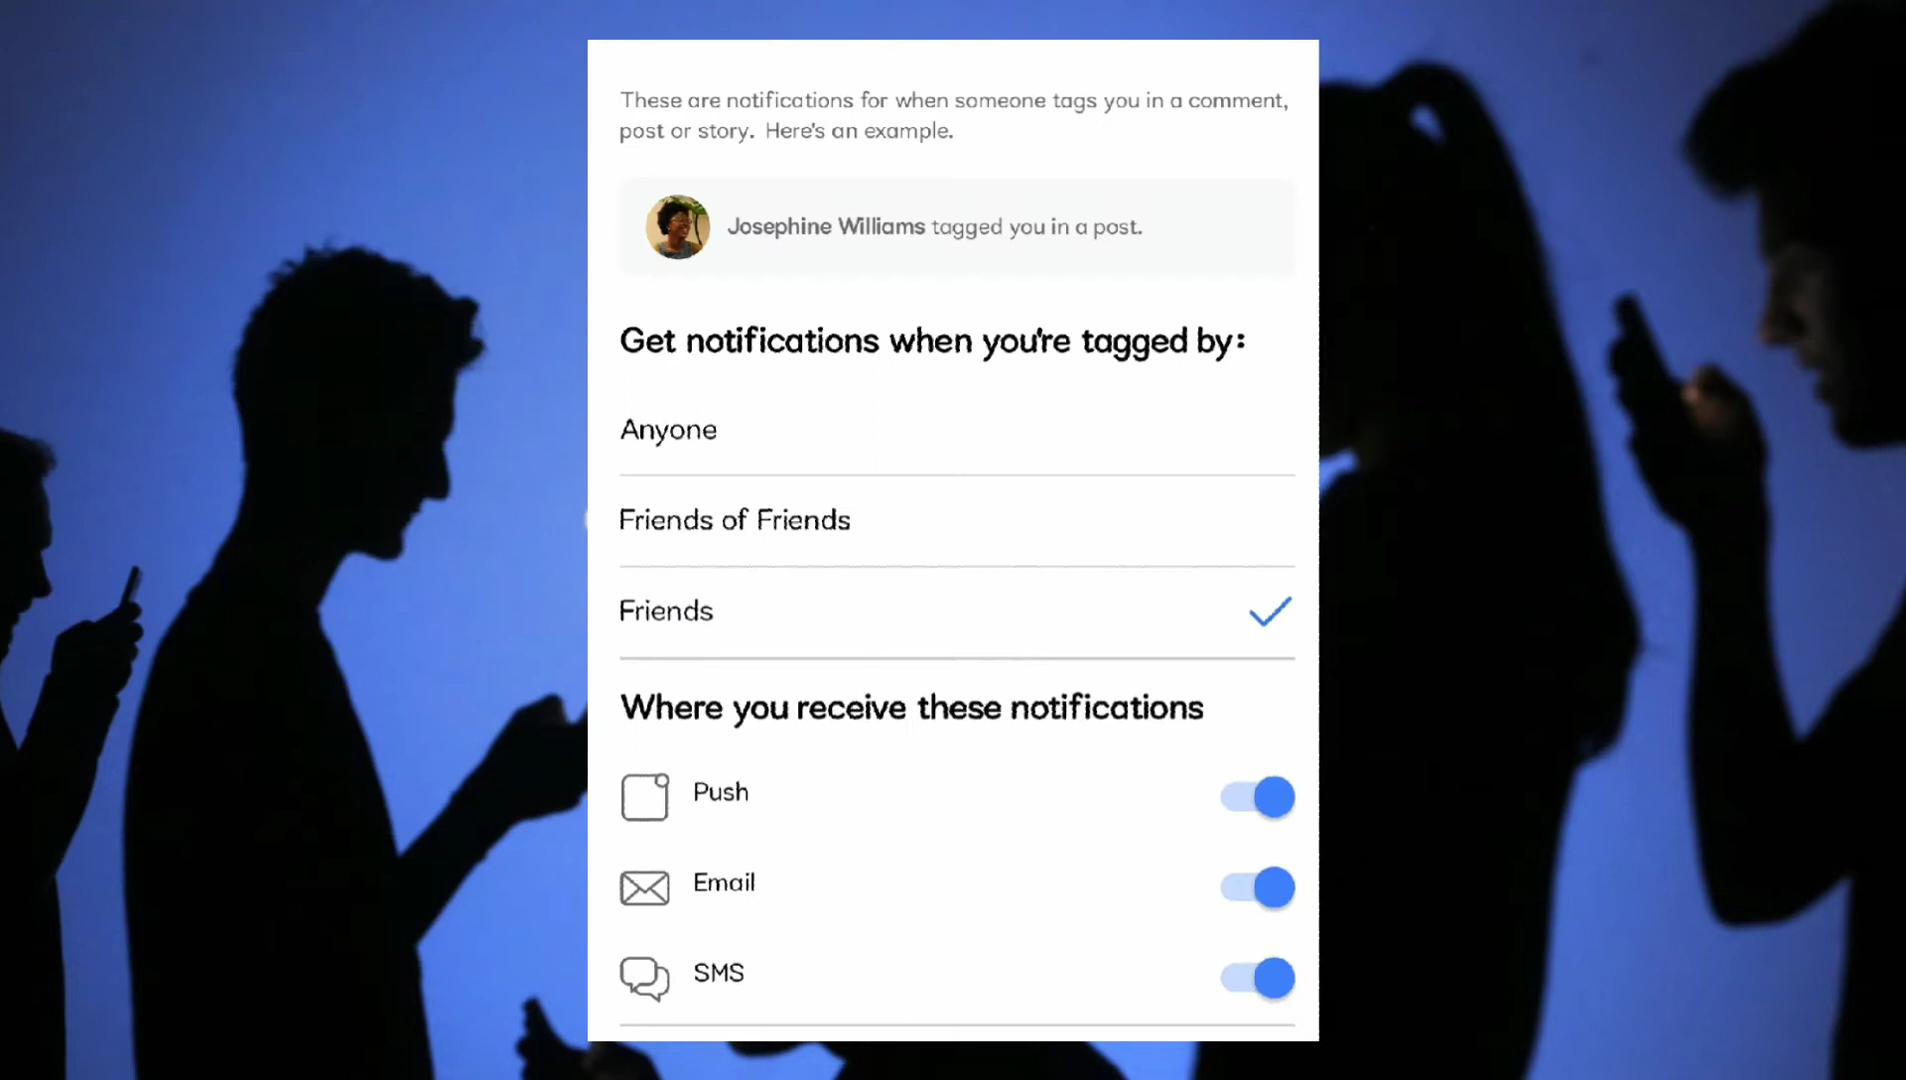 These are notifications for when someone tags you in a comment,
post or story. Here's an example.
Josephine Williams tagged you in a post.
Get notifications when you're tagged by:
Anyone
Friends of Friends
Friends
Where you receive these notifications
Push
Email
SMS